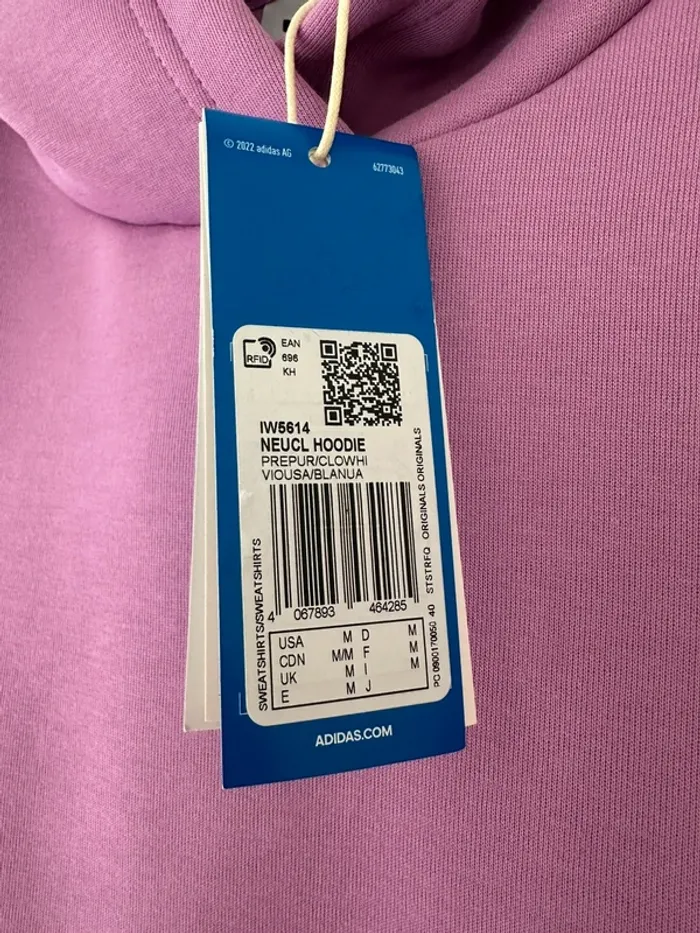 © 2022 adidas AG
62773043
RFID
EAN
696
KH
IW5614
NEUCL HOODIE
PREPUR/CLOWHI
VIOUSA/BLANUA
SWEATSHIRTS/SWEATSHIRTS
STSTRFQ ORIGINALS ORIGINALS
PC 0900170050 40
4 067893 464285
USA M D M
CDN M/M F M
UK M I M
E M J
ADIDAS.COM